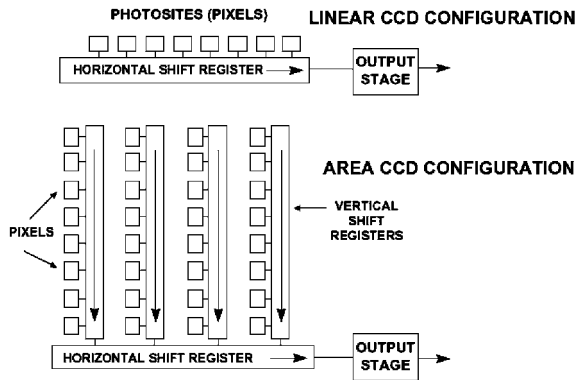 PHOTOSITES (PIXELS)
LINEAR CCD CONFIGURATION
HORIZONTAL SHIFT REGISTER
OUTPUT
STAGE
AREA CCD CONFIGURATION
PIXELS
VERTICAL
SHIFT
REGISTERS
HORIZONTAL SHIFT REGISTER
OUTPUT
STAGE